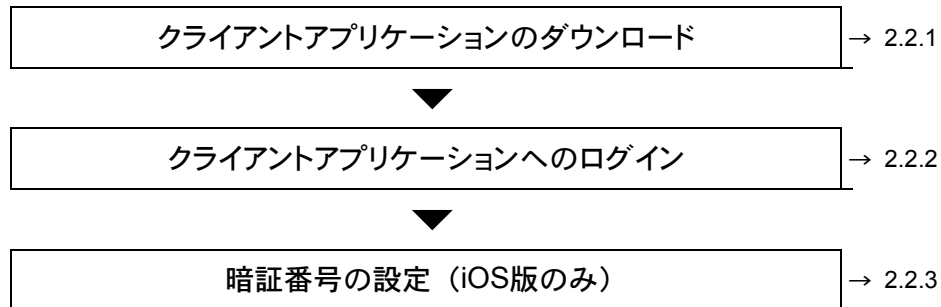 クライアントアプリケーションのダウンロード → 2.2.1
クライアントアプリケーションへのログイン → 2.2.2
暗証番号の設定（iOS版のみ） → 2.2.3